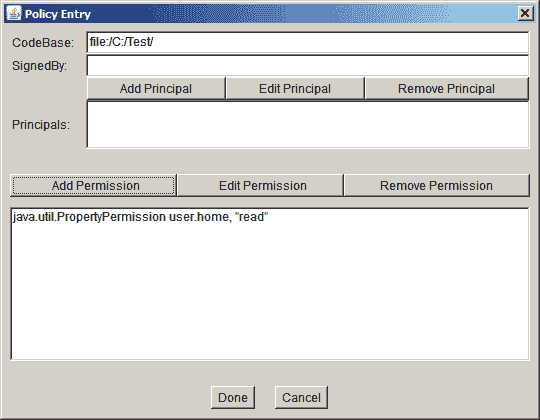 Policy Entry
CodeBase: file:/C:/Test/
SignedBy:
Add Principal Edit Principal Remove Principal
Principals:
Add Permission Edit Permission Remove Permission
java.util.PropertyPermission user.home, "read"
Done Cancel